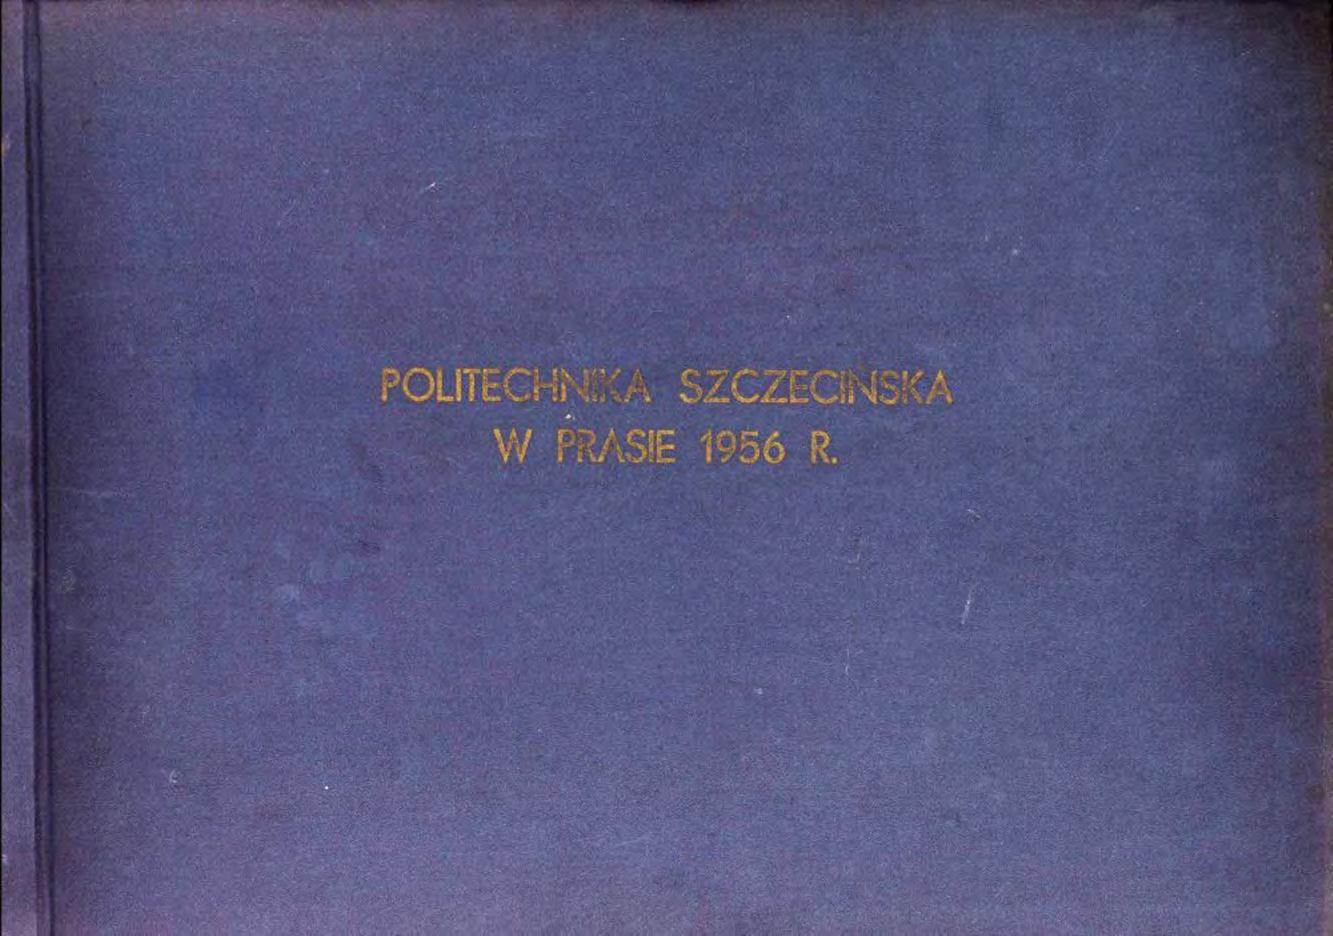 POLITECHNIKA SZCZECIŃSKA
W PRASIE 1956 R.